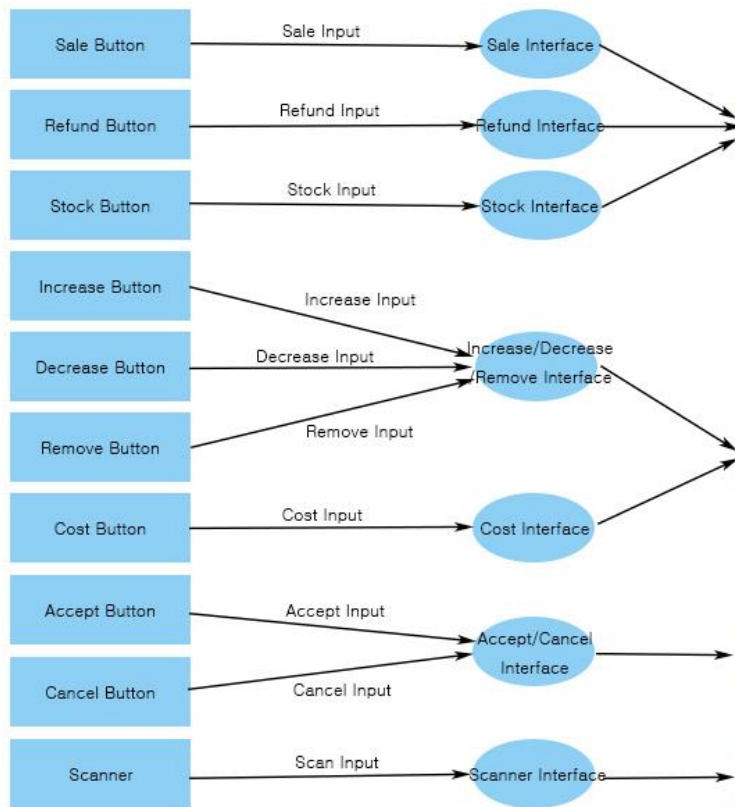 Sale Button
Sale Input
Sale Interface
Refund Button
Refund Input
Refund Interface
Stock Button
Stock Input
Stock Interface
Increase Button
Increase Input
Decrease Button
Decrease Input
Increase/Decrease
/Remove Interface
Remove Button
Remove Input
Cost Button
Cost Input
Cost Interface
Accept Button
Accept Input
Accept/Cancel
Interface
Cancel Button
Cancel Input
Scanner
Scan Input
Scanner Interface